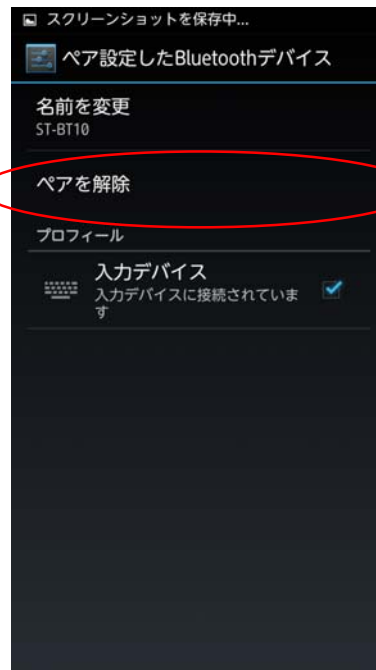 スクリーンショットを保存中...
ペア設定したBluetoothデバイス
名前を変更
ST-BT10
ペアを解除
プロフィール
入力デバイス
入力デバイスに接続されていま
す